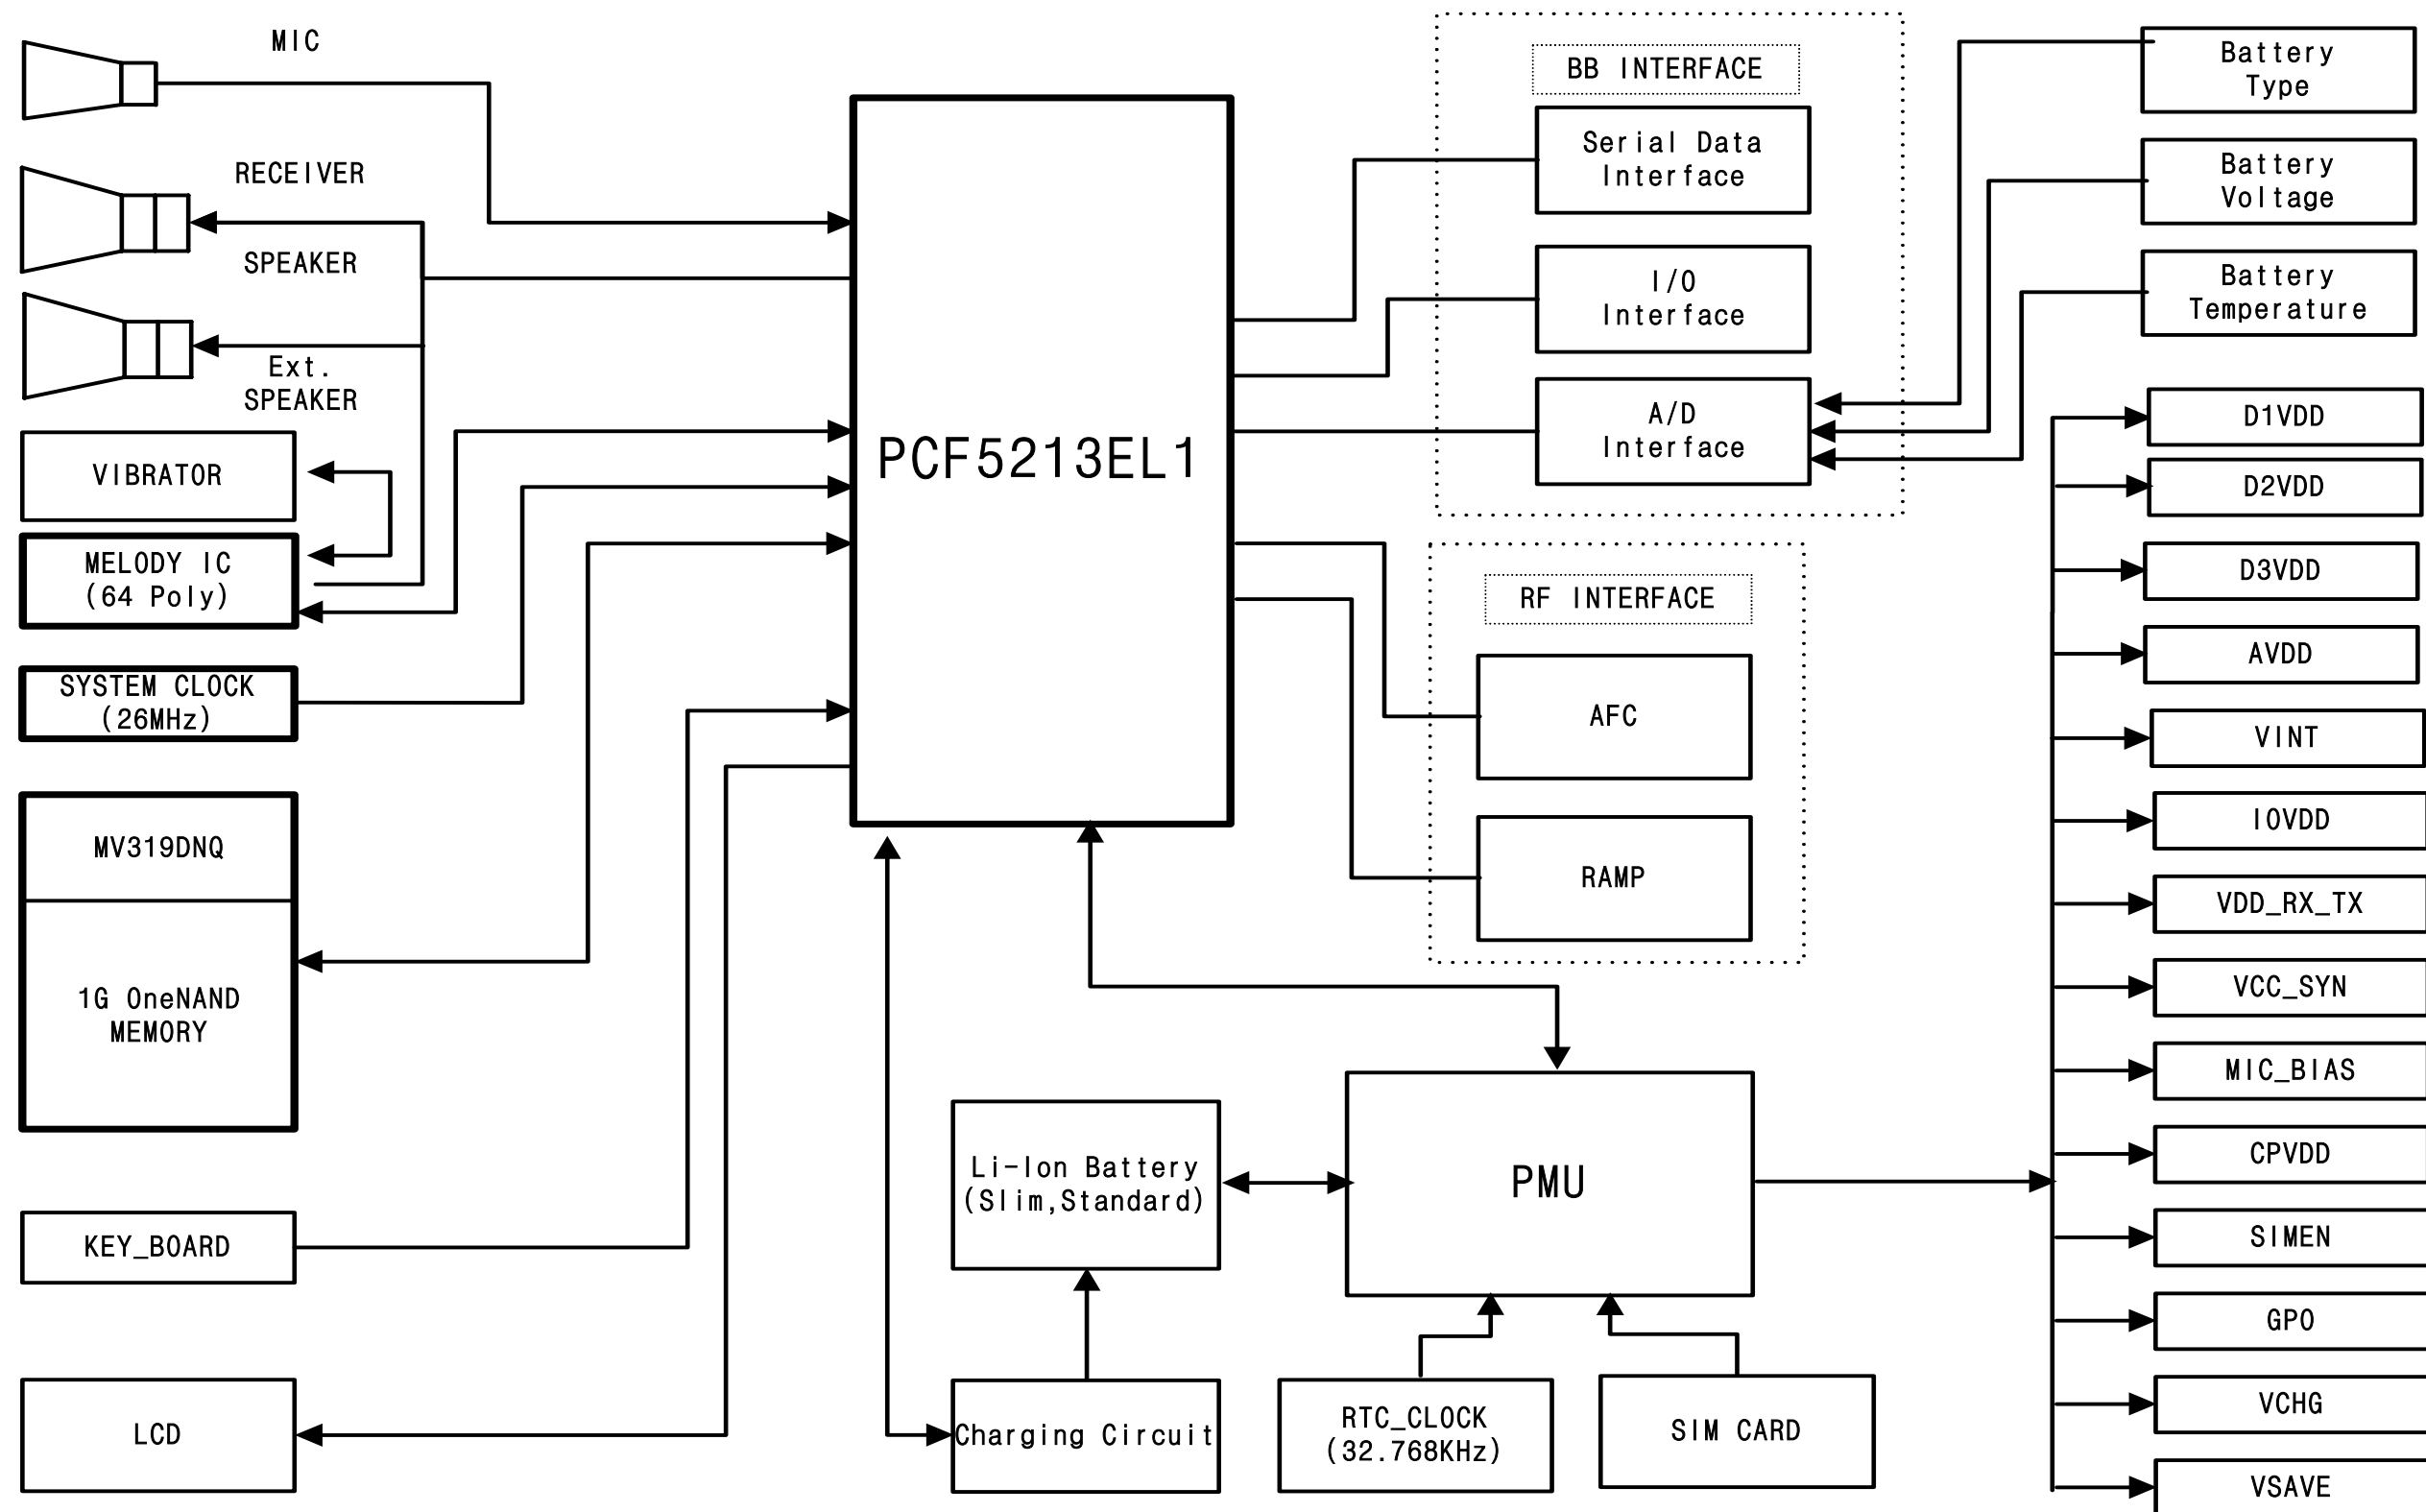 MIC
RECEIVER
SPEAKER
Ext.
SPEAKER
VIBRATOR
MELODY IC
(64 Poly)
SYSTEM CLOCK
(26MHz)
MV319DNQ
1G OneNAND
MEMORY
KEY_BOARD
LCD
PCF5213EL1
BB INTERFACE
Serial Data
Interface
I/O
Interface
A/D
Interface
RF INTERFACE
AFC
RAMP
Li-Ion Battery
(Slim,Standard)
PMU
Charging Circuit
RTC_CLOCK
(32.768KHz)
SIM CARD
Battery
Type
Battery
Voltage
Battery
Temperature
D1VDD
D2VDD
D3VDD
AVDD
VINT
IOVDD
VDD_RX_TX
VCC_SYN
MIC_BIAS
CPVDD
SIMEN
GPO
VCHG
VSAVE